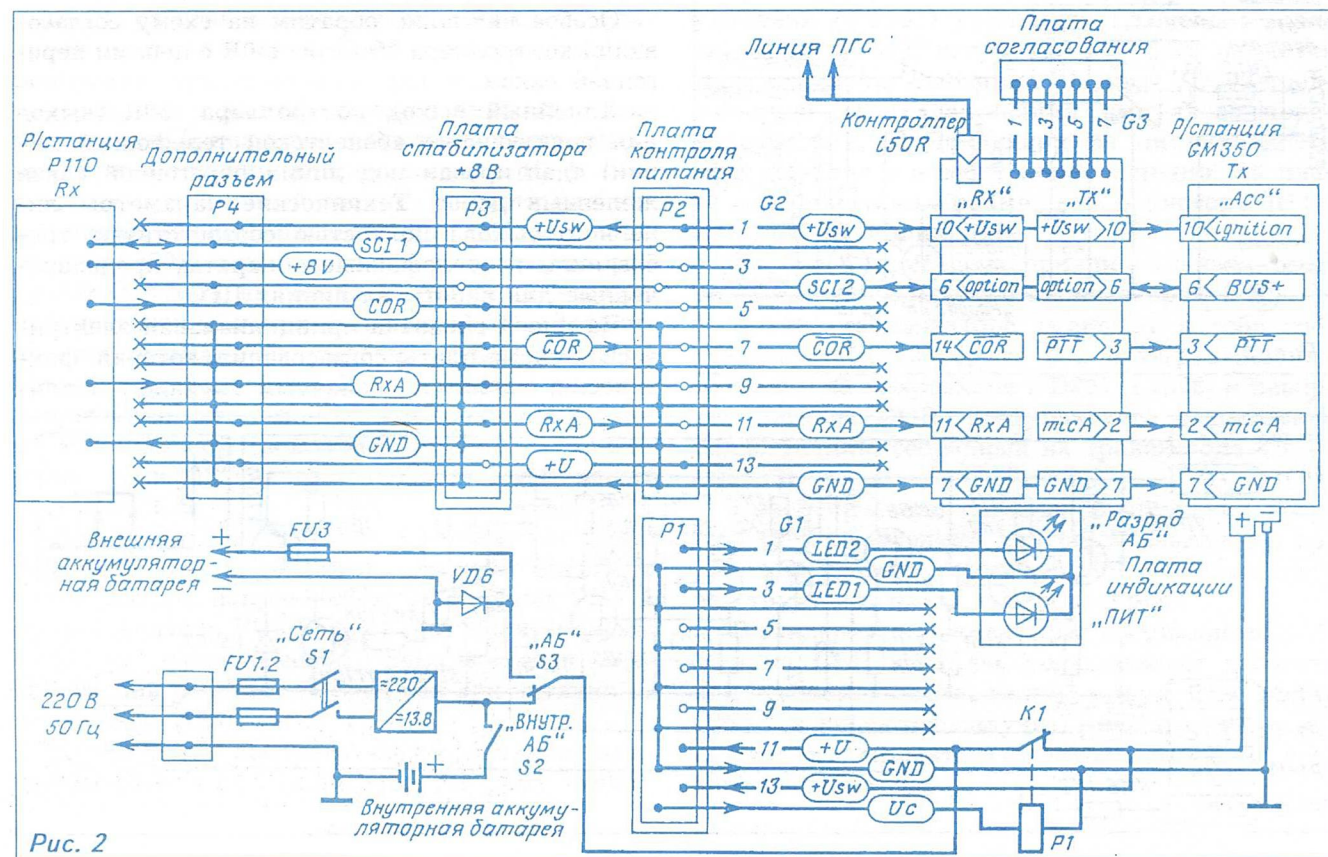 Линия ПГС
Плата
согласования
1 3 5 7
G3
Контроллер
i50R
Р/станция
P110
Rx
Дополнительный
разъем
P4
Плата
стабилизатора
+8В
P3
Плата
контроля
питания
P2
G2
„Rx“
„Tx“
Р/станция
GM350
Tx
„Acc“
+Usw
1
+Usw
10
+Usw
+Usw
10
10
ignition
SCI 1
3
+8V
SCI2
6
option
option
6
6
BUS+
COR
5
COR
7
COR
14
COR
PTT
3
3
PTT
RxA
9
RxA
11
RxA
11
RxA
micA
2
2
micA
GND
+U
13
GND
7
GND
GND
7
7
GND
Внешняя
аккумулятор-
ная батарея
+
FU3
VD6
„Сеть“
S1
FU1.2
220 В
50 Гц
=220
=13.8
„АБ“
S3
„ВНУТР.
АБ“
S2
+
Внутренняя аккуму-
ляторная батарея
P1
G1
1
LED2
GND
3
LED1
5
7
9
11
+U
GND
13
+Usw
Uc
„Разряд
АБ“
Плата
индикации
„ПИТ“
+
−
K1
P1
Рис. 2